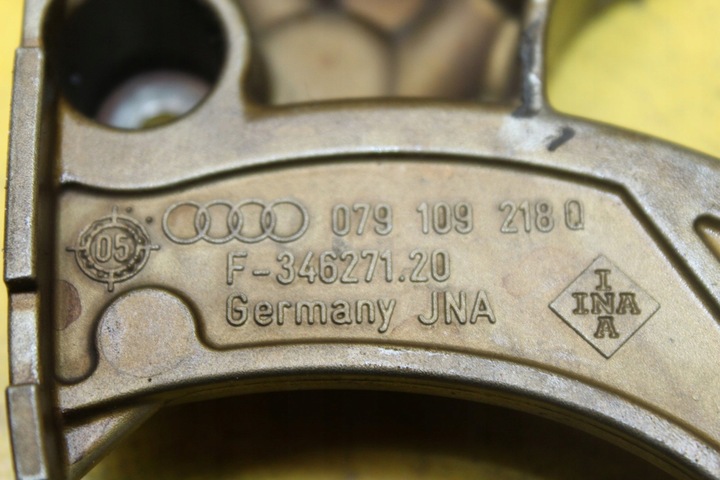 05 079 109 218 Q
F-346271.20
Germany JNA
I
INA
A